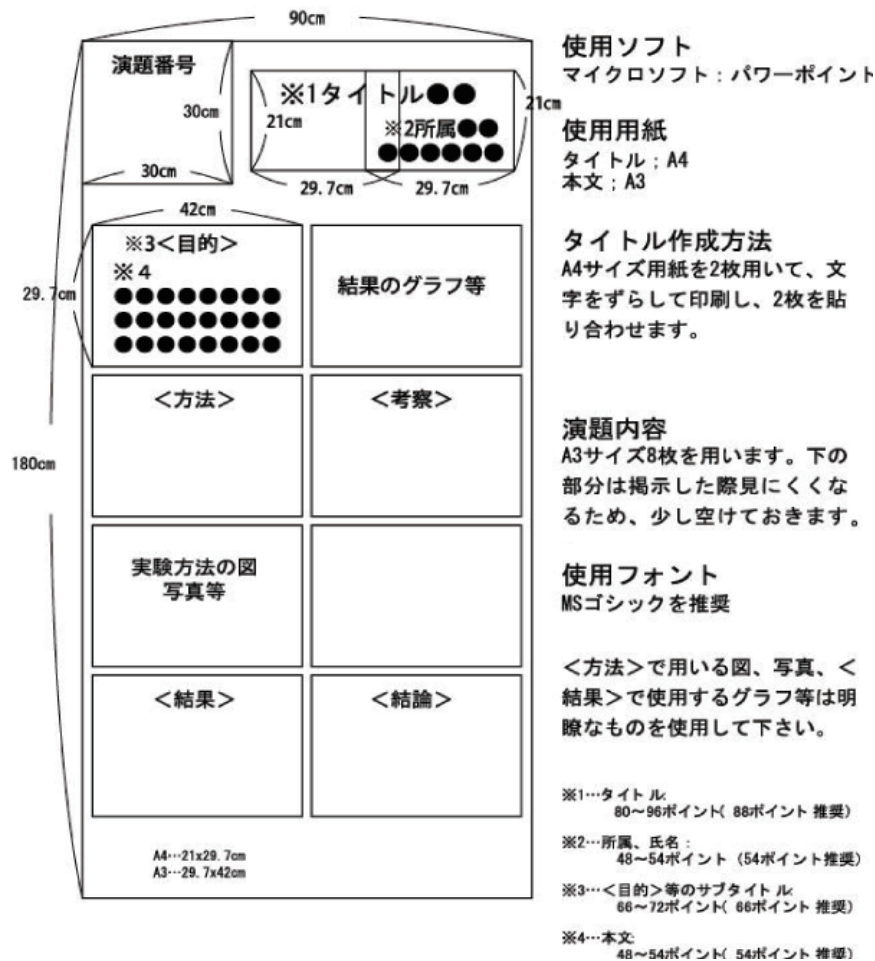 90cm
演題番号
30cm
30cm
※1タイトル●●
※2所属●●
●●●●●●
21cm
21cm
29.7cm
29.7cm
42cm
29.7cm
※3<目的>
※４
●●●●●●●●
●●●●●●●●
●●●●●●●●
結果のグラフ等
<方法>
<考察>
180cm
実験方法の図
写真等
<結果>
<結論>
A4…21x29.7cm
A3…29.7x42cm
使用ソフト
マイクロソフト：パワーポイント
使用用紙
タイトル；A4
本文；A3
タイトル作成方法
A4サイズ用紙を2枚用いて、文
字をずらして印刷し、2枚を貼
り合わせます。
演題内容
A3サイズ8枚を用います。下の
部分は掲示した際見にくくな
るため、少し空けておきます。
使用フォント
MSゴシックを推奨
<方法>で用いる図、写真、<
結果>で使用するグラフ等は明
瞭なものを使用して下さい。
※1…タイトル:
80～96ポイント( 88ポイント 推奨)
※2…所属、氏名：
48～54ポイント（54ポイント推奨)
※3…<目的>等のサブタイトル:
66～72ポイント( 66ポイント 推奨)
※4…本文:
48～54ポイント( 54ポイント 推奨)